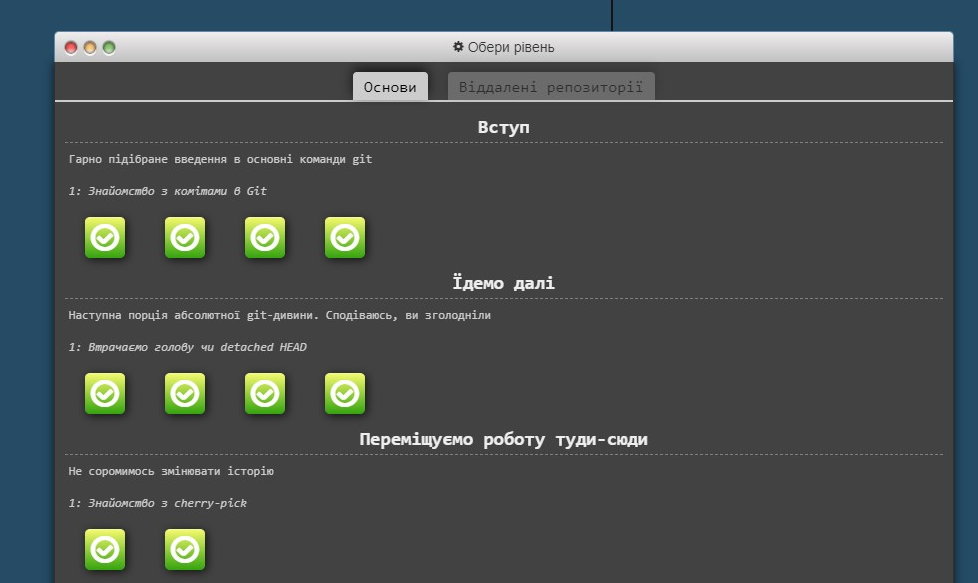 Обери рівень
Основи
Віддалені репозиторії
Вступ
Гарно підібране введення в основні команди git
1: Знайомство з комітами в Git
Їдемо далі
Наступна порція абсолютної git-дивини. Сподіваюсь, ви зголодніли
1: Втрачаємо голову чи detached HEAD
Переміщуємо роботу туди-сюди
Не соромимось змінювати історію
1: Знайомство з cherry-pick